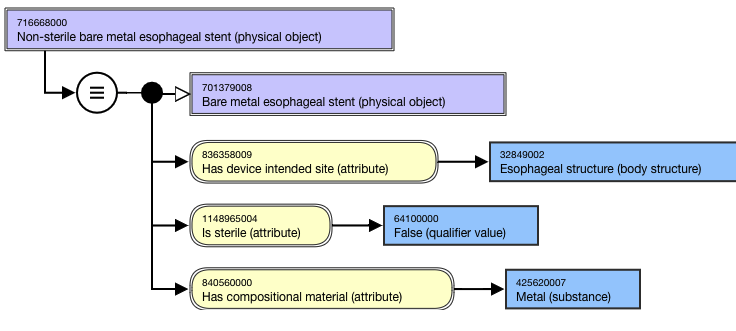 716668000
Non-sterile bare metal esophageal stent (physical object)
701379008
Bare metal esophageal stent (physical object)
836358009
Has device intended site (attribute)
32849002
Esophageal structure (body structure)
1148965004
Is sterile (attribute)
64100000
False (qualifier value)
840560000
Has compositional material (attribute)
425620007
Metal (substance)